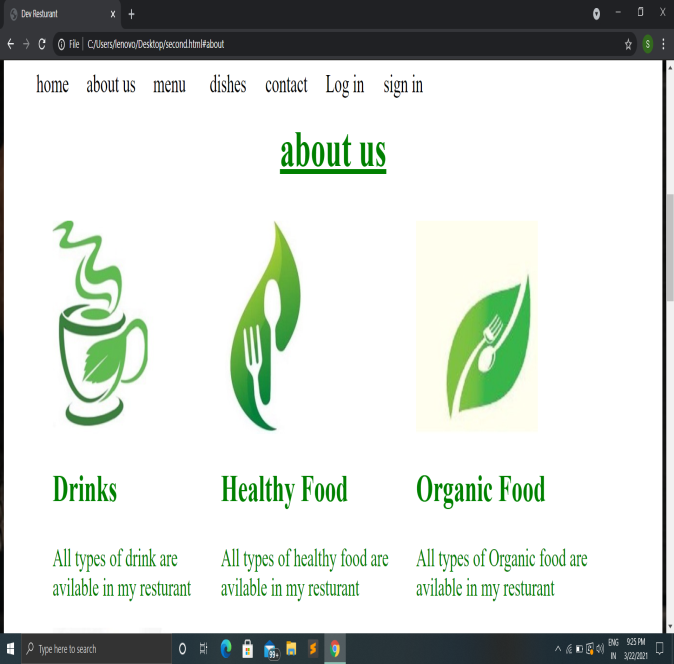 Dev Resturant
File C:/Users/lenovo/Desktop/second.html#about
S
home about us menu dishes contact Log in sign in
about us
Drinks Healthy Food Organic Food
All types of drink are All types of healthy food are All types of Organic food are
avilable in my resturant avilable in my resturant avilable in my resturant
Type here to search 99+ ENG 9:25 PM
IN 3/22/2021